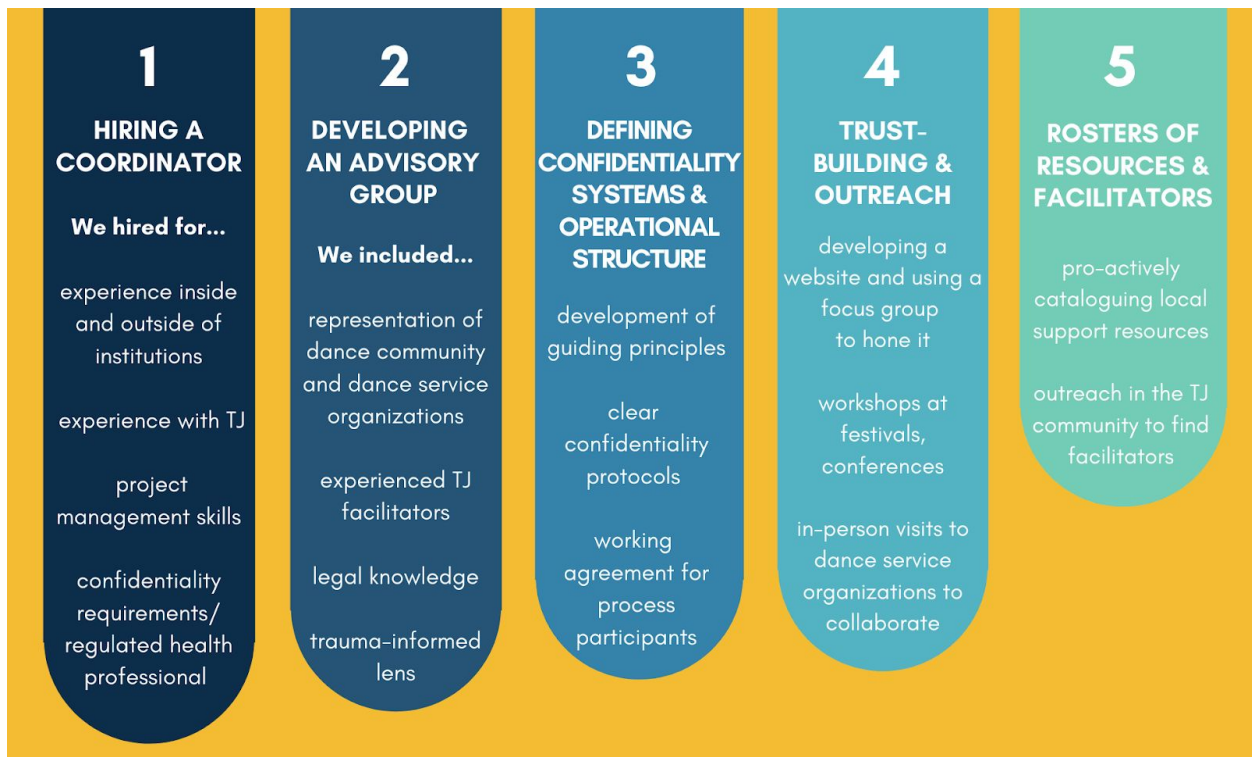 1
HIRING A
COORDINATOR
We hired for...
experience inside
and outside of
institutions
experience with TJ
project
management skills
confidentiality
requirements/
regulated health
professional
2
DEVELOPING
AN ADVISORY
GROUP
We included...
representation of
dance community
and dance service
organizations
experienced TJ
facilitators
legal knowledge
trauma-informed
lens
3
DEFINING
CONFIDENTIALITY
SYSTEMS &
OPERATIONAL
STRUCTURE
development of
guiding principles
clear
confidentiality
protocols
working
agreement for
process
participants
4
TRUST-
BUILDING &
OUTREACH
developing a
website and using a
focus group
to hone it
workshops at
festivals,
conferences
in-person visits to
dance service
organizations to
collaborate
5
ROSTERS OF
RESOURCES &
FACILITATORS
pro-actively
cataloguing local
support resources
outreach in the TJ
community to find
facilitators